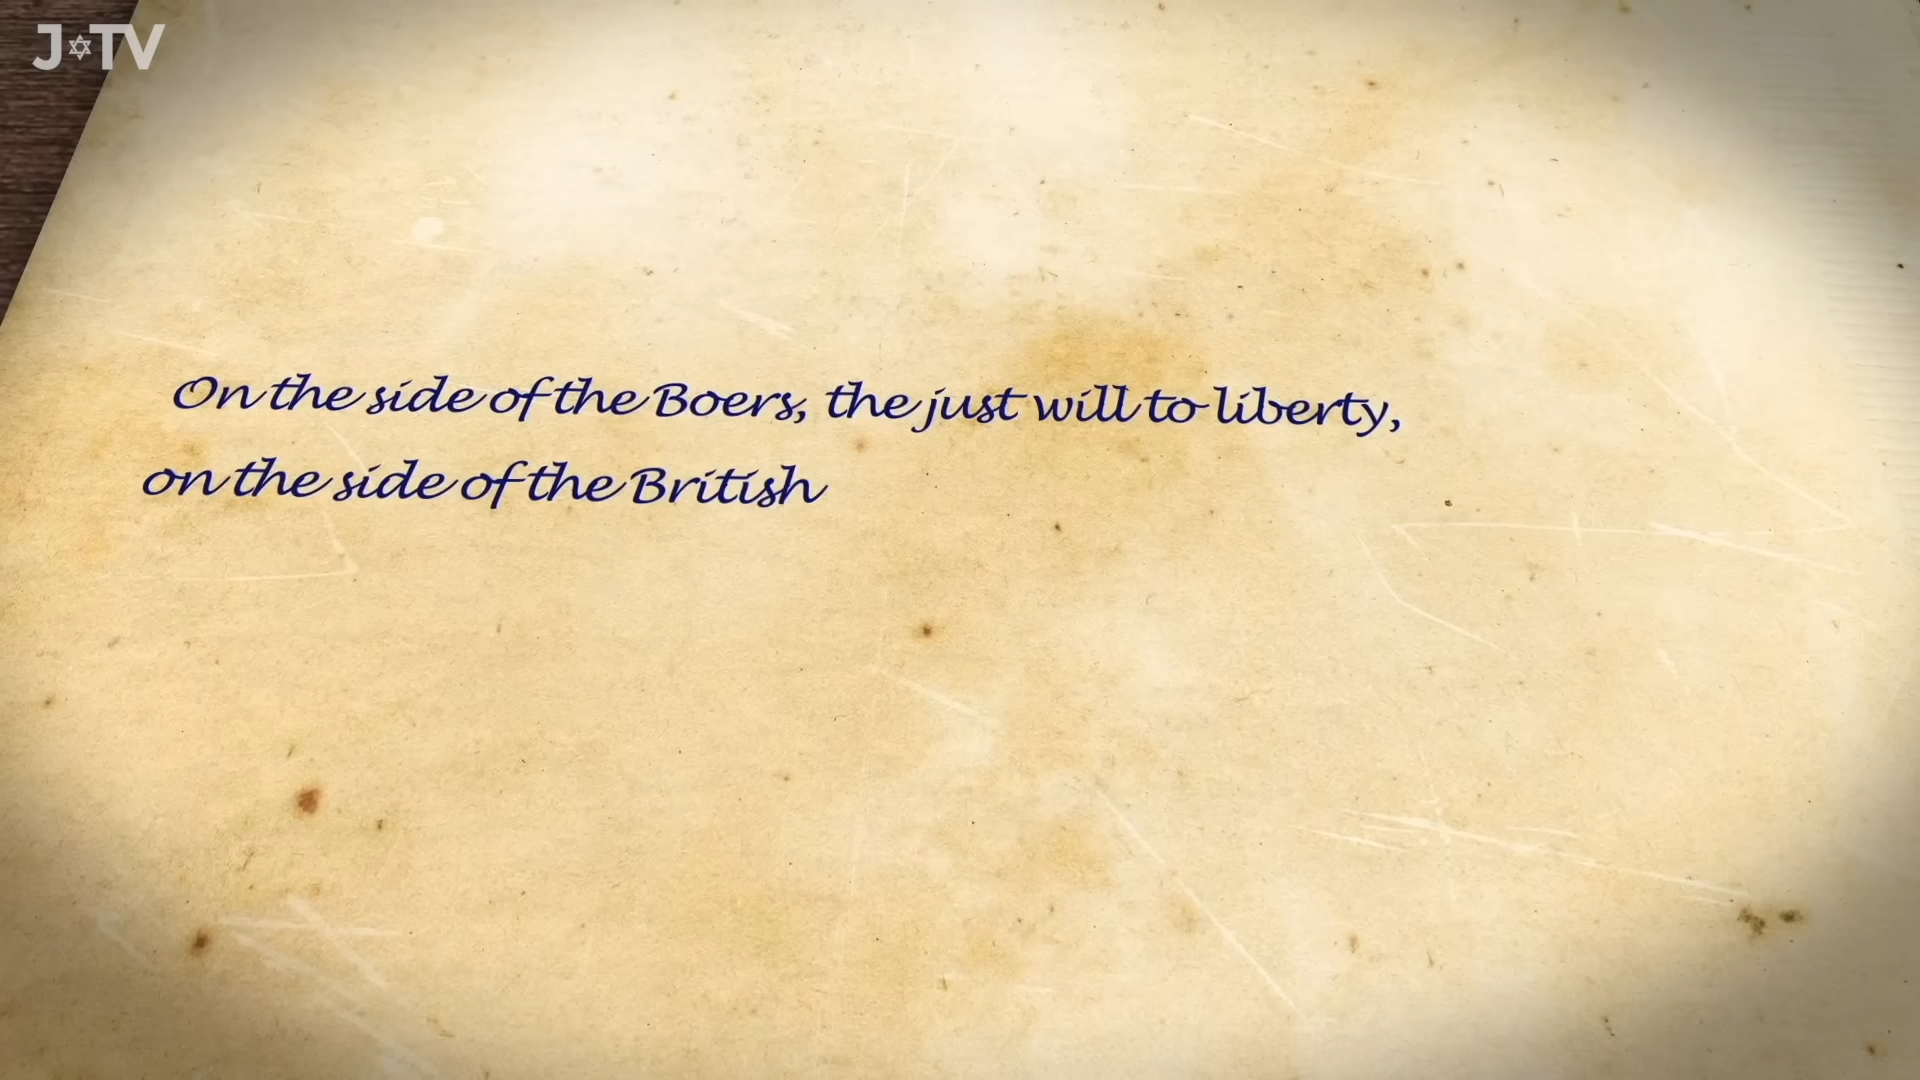 J✡TV
On the side of the Boers, the just will to liberty,
on the side of the British